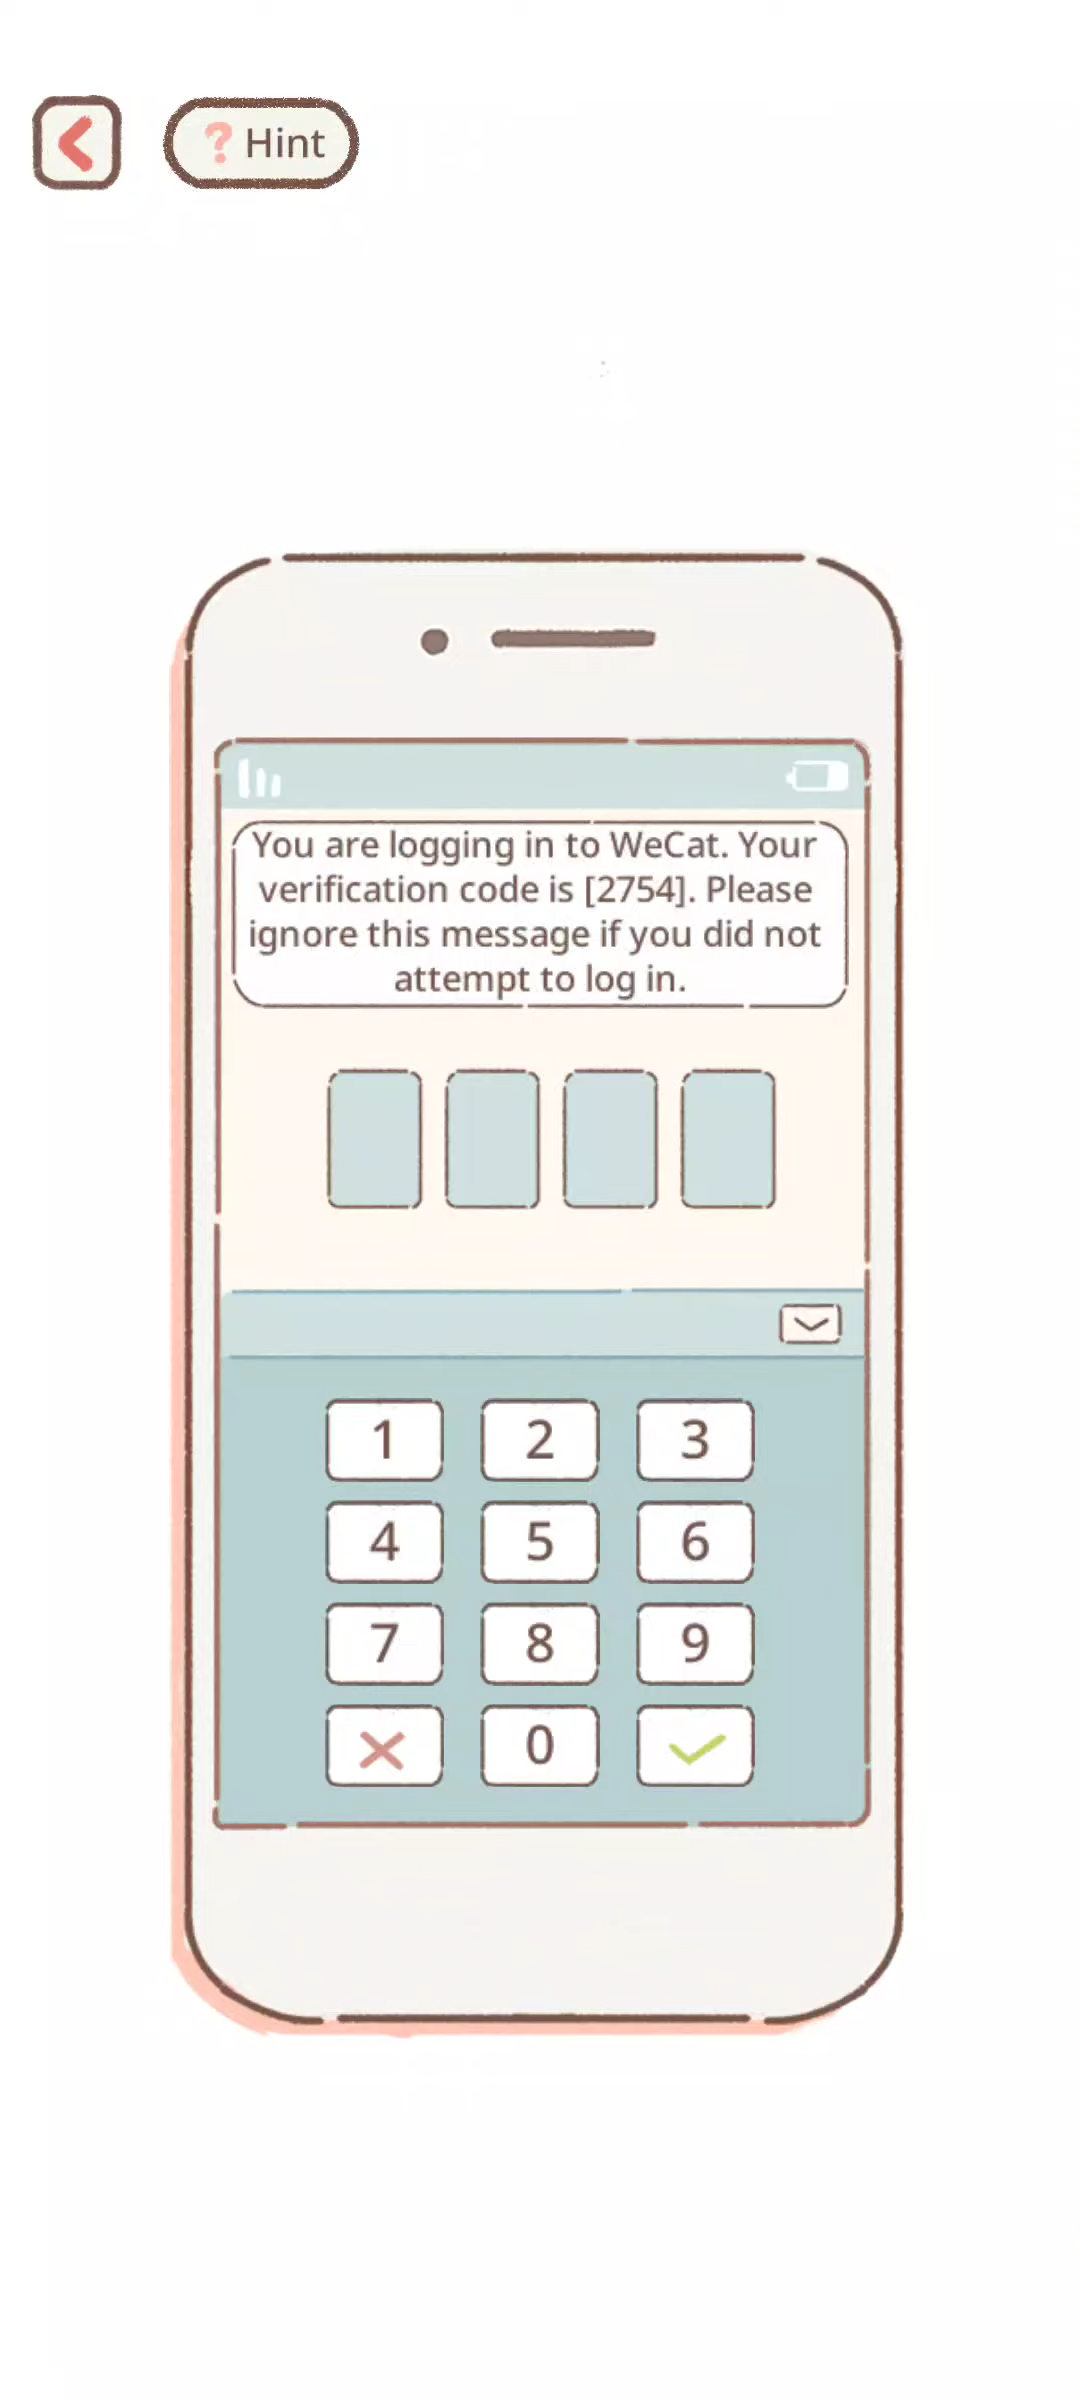 ? Hint
You are logging in to WeCat. Your
verification code is [2754]. Please
ignore this message if you did not
attempt to log in.
1 2 3
4 5 6
7 8 9
0